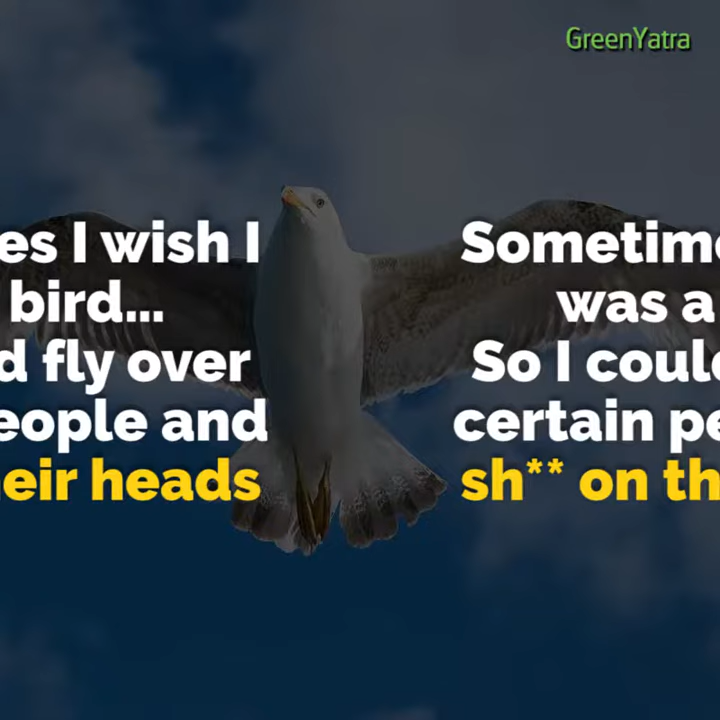 GreenYatra
es I wish I
bird...
d fly over
eople and
eir heads
Sometime
was a
So I coul
certain pe
sh** on th